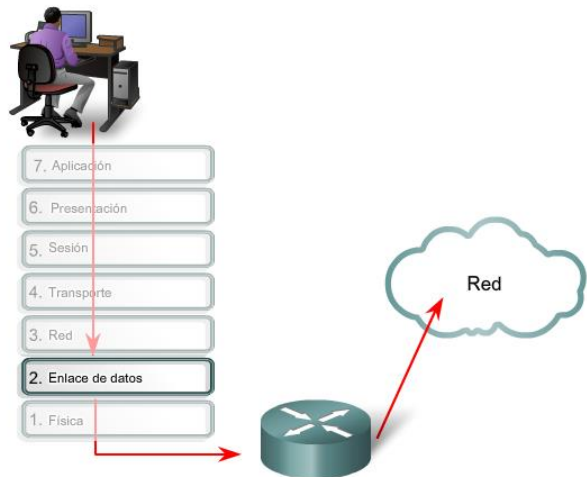 7. Aplicación
6. Presentación
5. Sesión
4. Transporte
3. Red
2. Enlace de datos
1. Física
Red